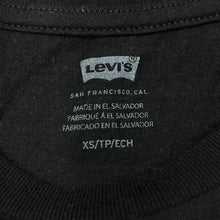 Levi's®
SAN FRANCISCO, CAL.
MADE IN EL SALVADOR
FABRIQUÉ À EL SALVADOR
FABRICADO EN EL SALVADOR
XS/TP/ECH